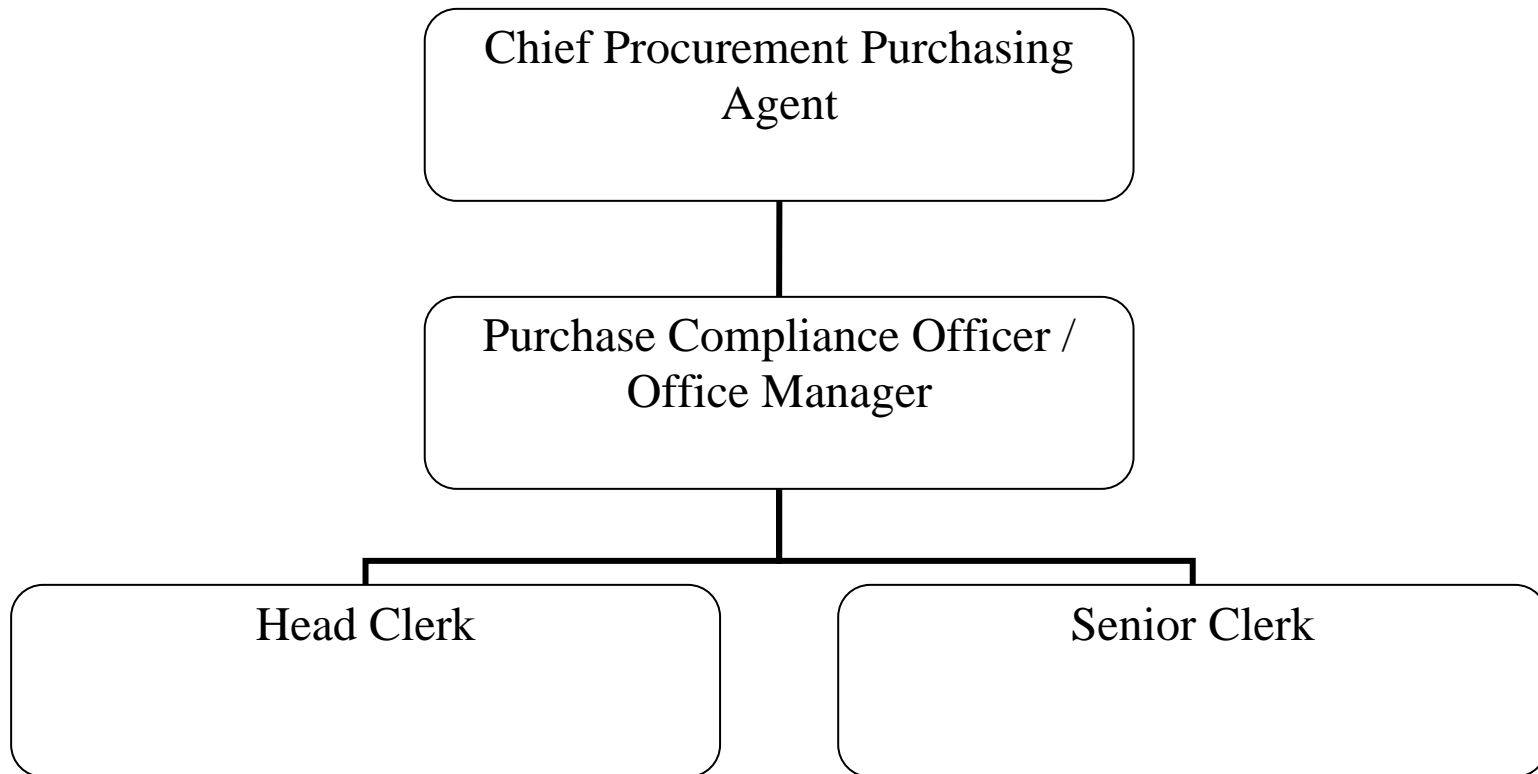 Chief Procurement Purchasing
Agent
Purchase Compliance Officer /
Office Manager
Head Clerk
Senior Clerk